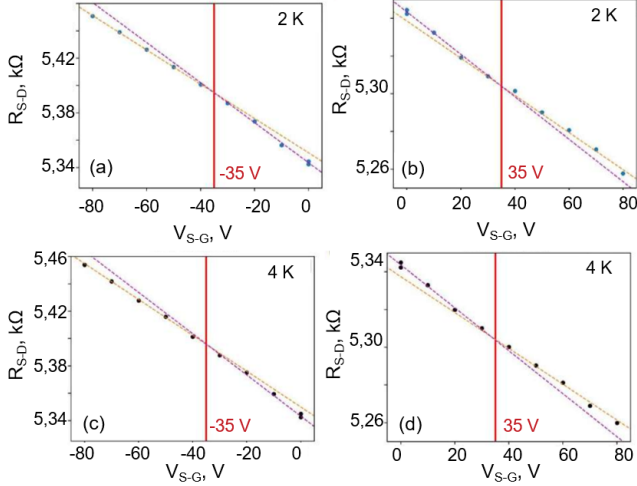 2 K
5,42
5,38
5,34
R_S-D, kΩ
(a)
-35 V
-80 -60 -40 -20 0
V_S-G, V
2 K
5,30
5,26
R_S-D, kΩ
(b)
35 V
0 20 40 60 80
V_S-G, V
4 K
5,46
5,42
5,38
5,34
R_S-D, kΩ
(c)
-35 V
-80 -60 -40 -20 0
V_S-G, V
4 K
5,34
5,30
5,26
R_S-D, kΩ
(d)
35 V
0 20 40 60 80
V_S-G, V